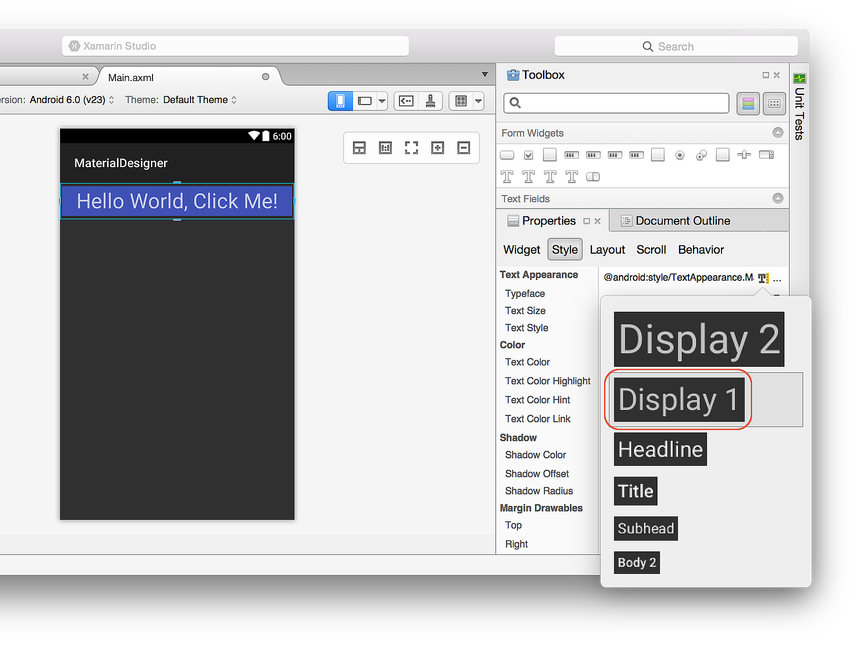 Xamarin Studio
Search
Main.axml
Toolbox
ersion: Android 6.0 (v23)
Theme: Default Theme
Unit Tests
6:00
MaterialDesigner
Hello World, Click Me!
Form Widgets
T T T T
Text Fields
Properties
Document Outline
Widget Style Layout Scroll Behavior
Text Appearance
@android:style/TextAppearance.M
...
Typeface
Text Size
Text Style
Color
Text Color
Text Color Highlight
Text Color Hint
Text Color Link
Shadow
Shadow Color
Shadow Offset
Shadow Radius
Margin Drawables
Top
Right
Display 2
Display 1
Headline
Title
Subhead
Body 2